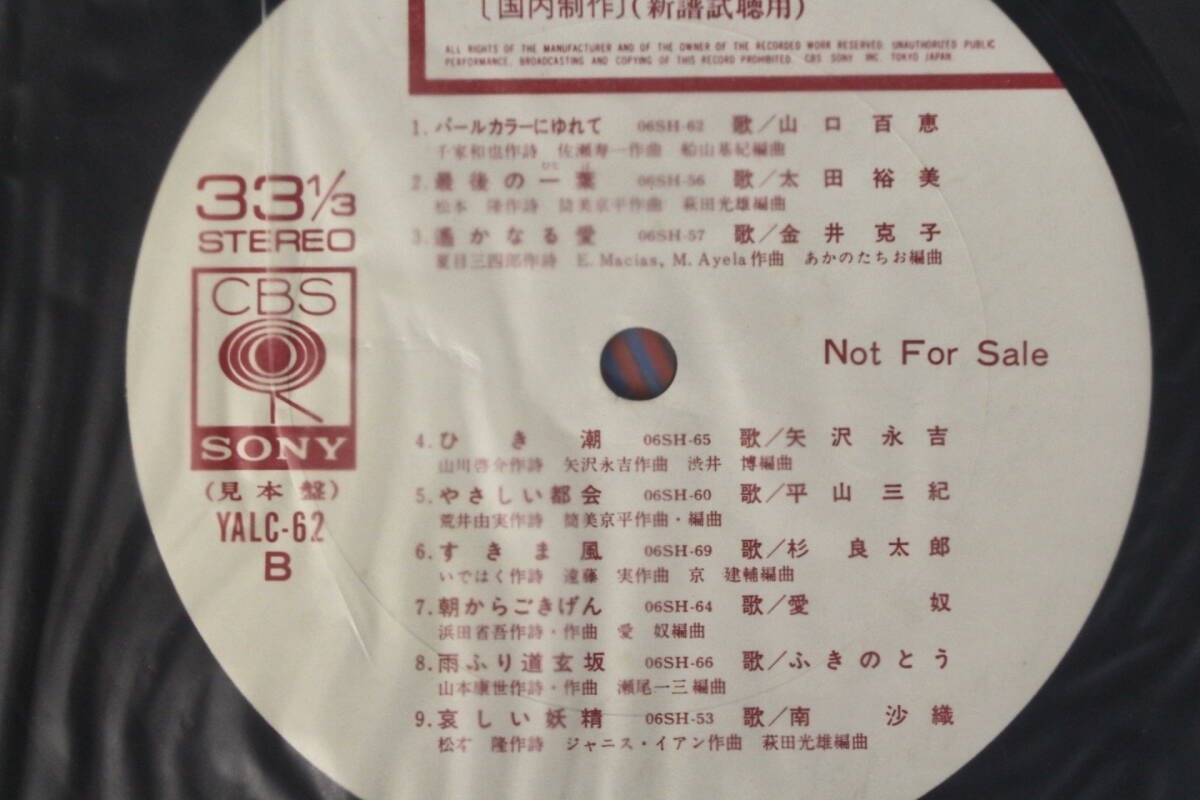 〔国内制作〕(新譜試聴用)
ALL RIGHTS OF THE MANUFACTURER AND OF THE OWNER OF THE RECORDED WORK RESERVED. UNAUTHORIZED PUBLIC
PERFORMANCE. BROADCASTING AND COPYING OF THIS RECORD PROHIBITED. CBS SONY INC. TOKYO JAPAN
1. パールカラーにゆれて 06SH-62 歌/山口百恵
千家和也作詩 佐瀬寿一作曲 船山基紀編曲
2. 最後の一葉 06SH-56 歌/太田裕美
松本 隆作詩 筒美京平作曲 萩田光雄編曲
3. 遙かなる愛 06SH-57 歌/金井克子
夏目三四郎作詩 E. Macias, M. Ayela作曲 あかのたちお編曲
33 1/3
STEREO
CBS
SONY
(見本盤)
YALC-62
B
Not For Sale
4. ひき潮 06SH-65 歌/矢沢永吉
山川啓介作詩 矢沢永吉作曲 渋井 博編曲
5. やさしい都会 06SH-60 歌/平山三紀
荒井由実作詩 筒美京平作曲・編曲
6. すきま風 06SH-69 歌/杉良太郎
いではく作詩 遠藤 実作曲 京 建輔編曲
7. 朝からごきげん 06SH-64 歌/愛奴
浜田省吾作詩・作曲 愛 奴編曲
8. 雨ふり道玄坂 06SH-66 歌/ふきのとう
山本康世作詩・作曲 瀬尾一三編曲
9. 哀しい妖精 06SH-53 歌/南沙織
松本 隆作詩 ジャニス・イアン作曲 萩田光雄編曲